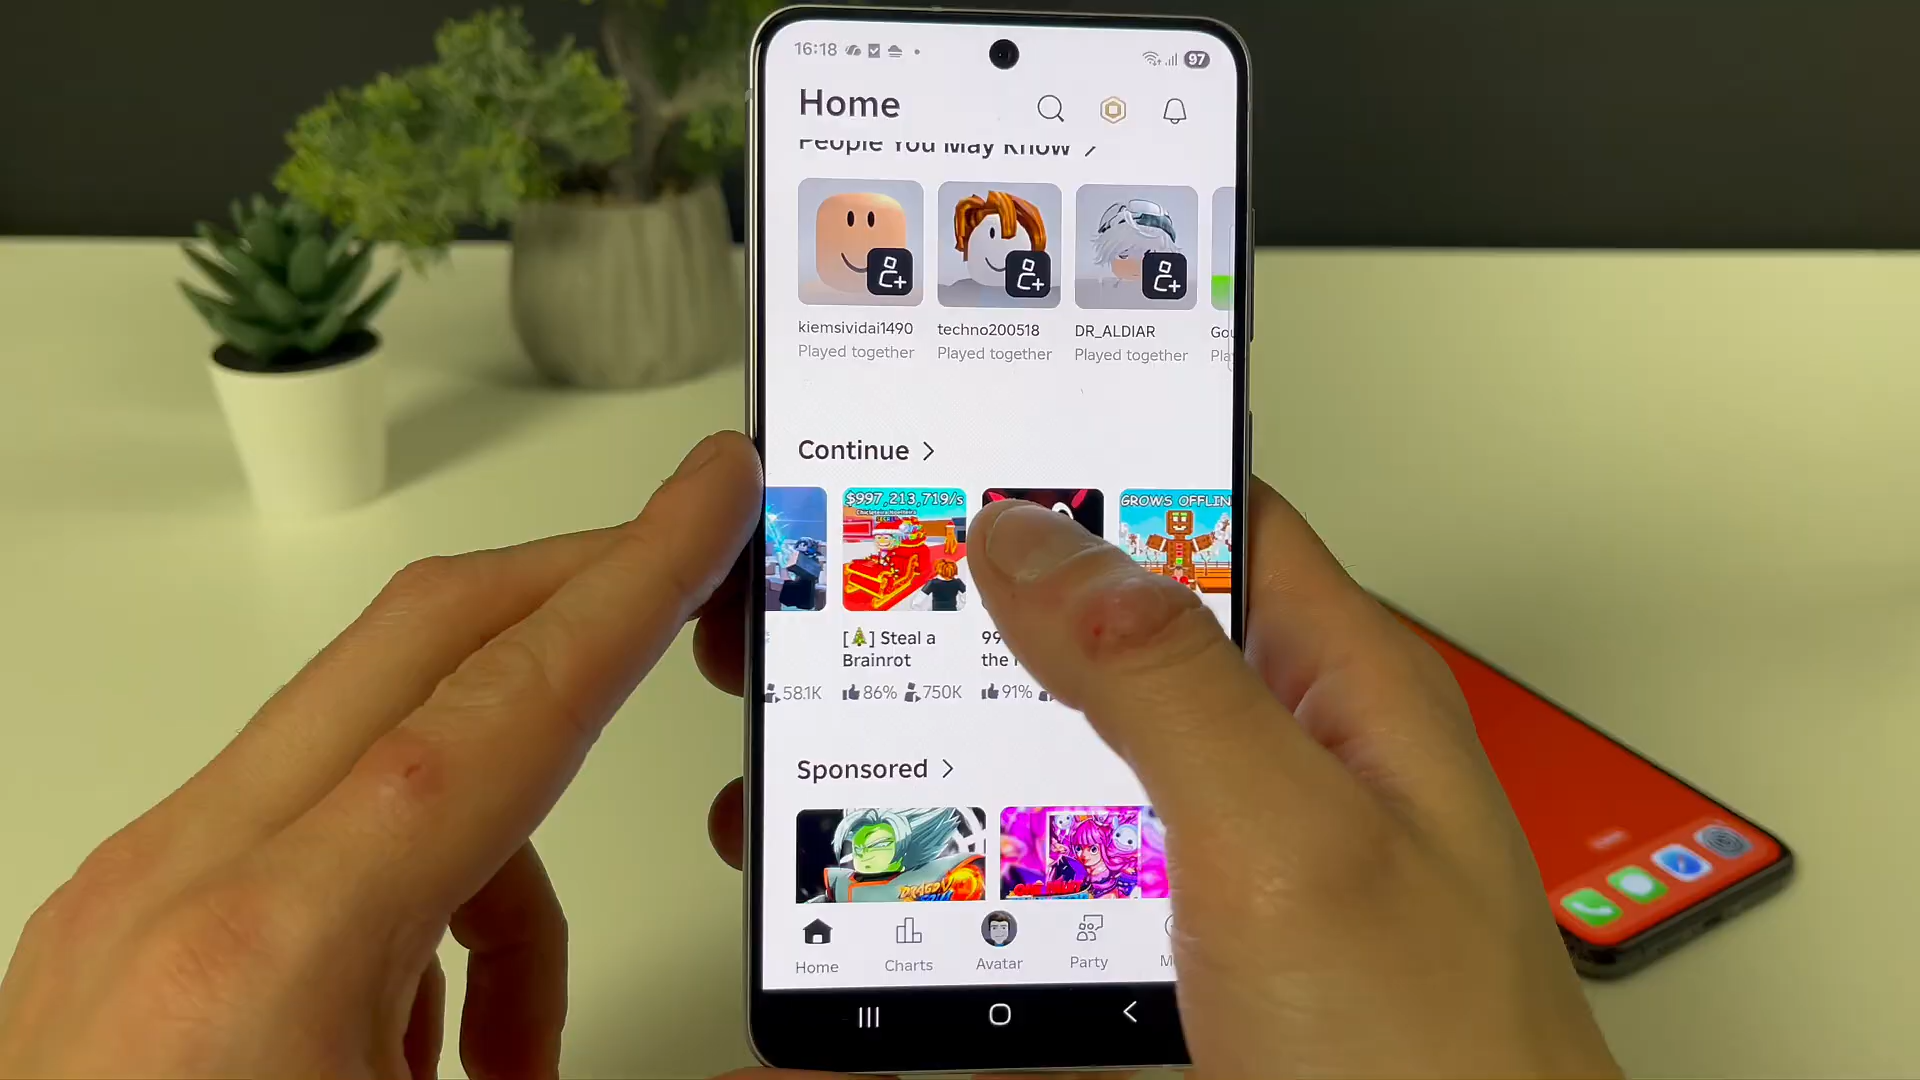 16:18
97
Home
People You May Know
kiemsividai1490
techno200518
DR_ALDIAR
Played together
Played together
Played together
Continue
$997,213,719/s
GROWS OFFLIN
[🎄] Steal a
Brainrot
99
the
58.1K
86%
750K
91%
Sponsored
Home
Charts
Avatar
Party